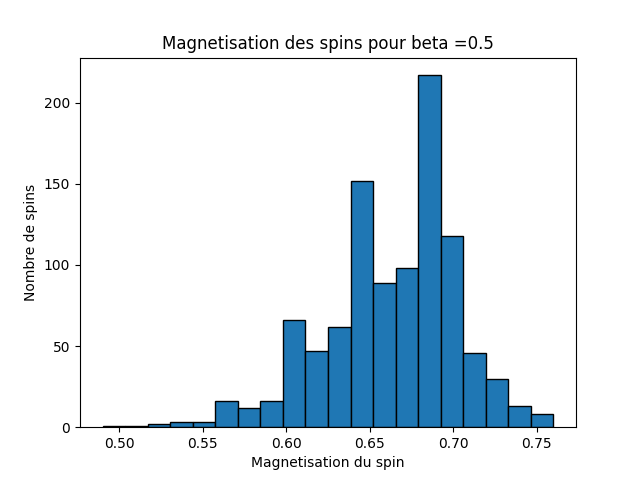 Magnetisation des spins pour beta =0.5
Nombre de spins
200
150
100
50
0
0.50 0.55 0.60 0.65 0.70 0.75
Magnetisation du spin